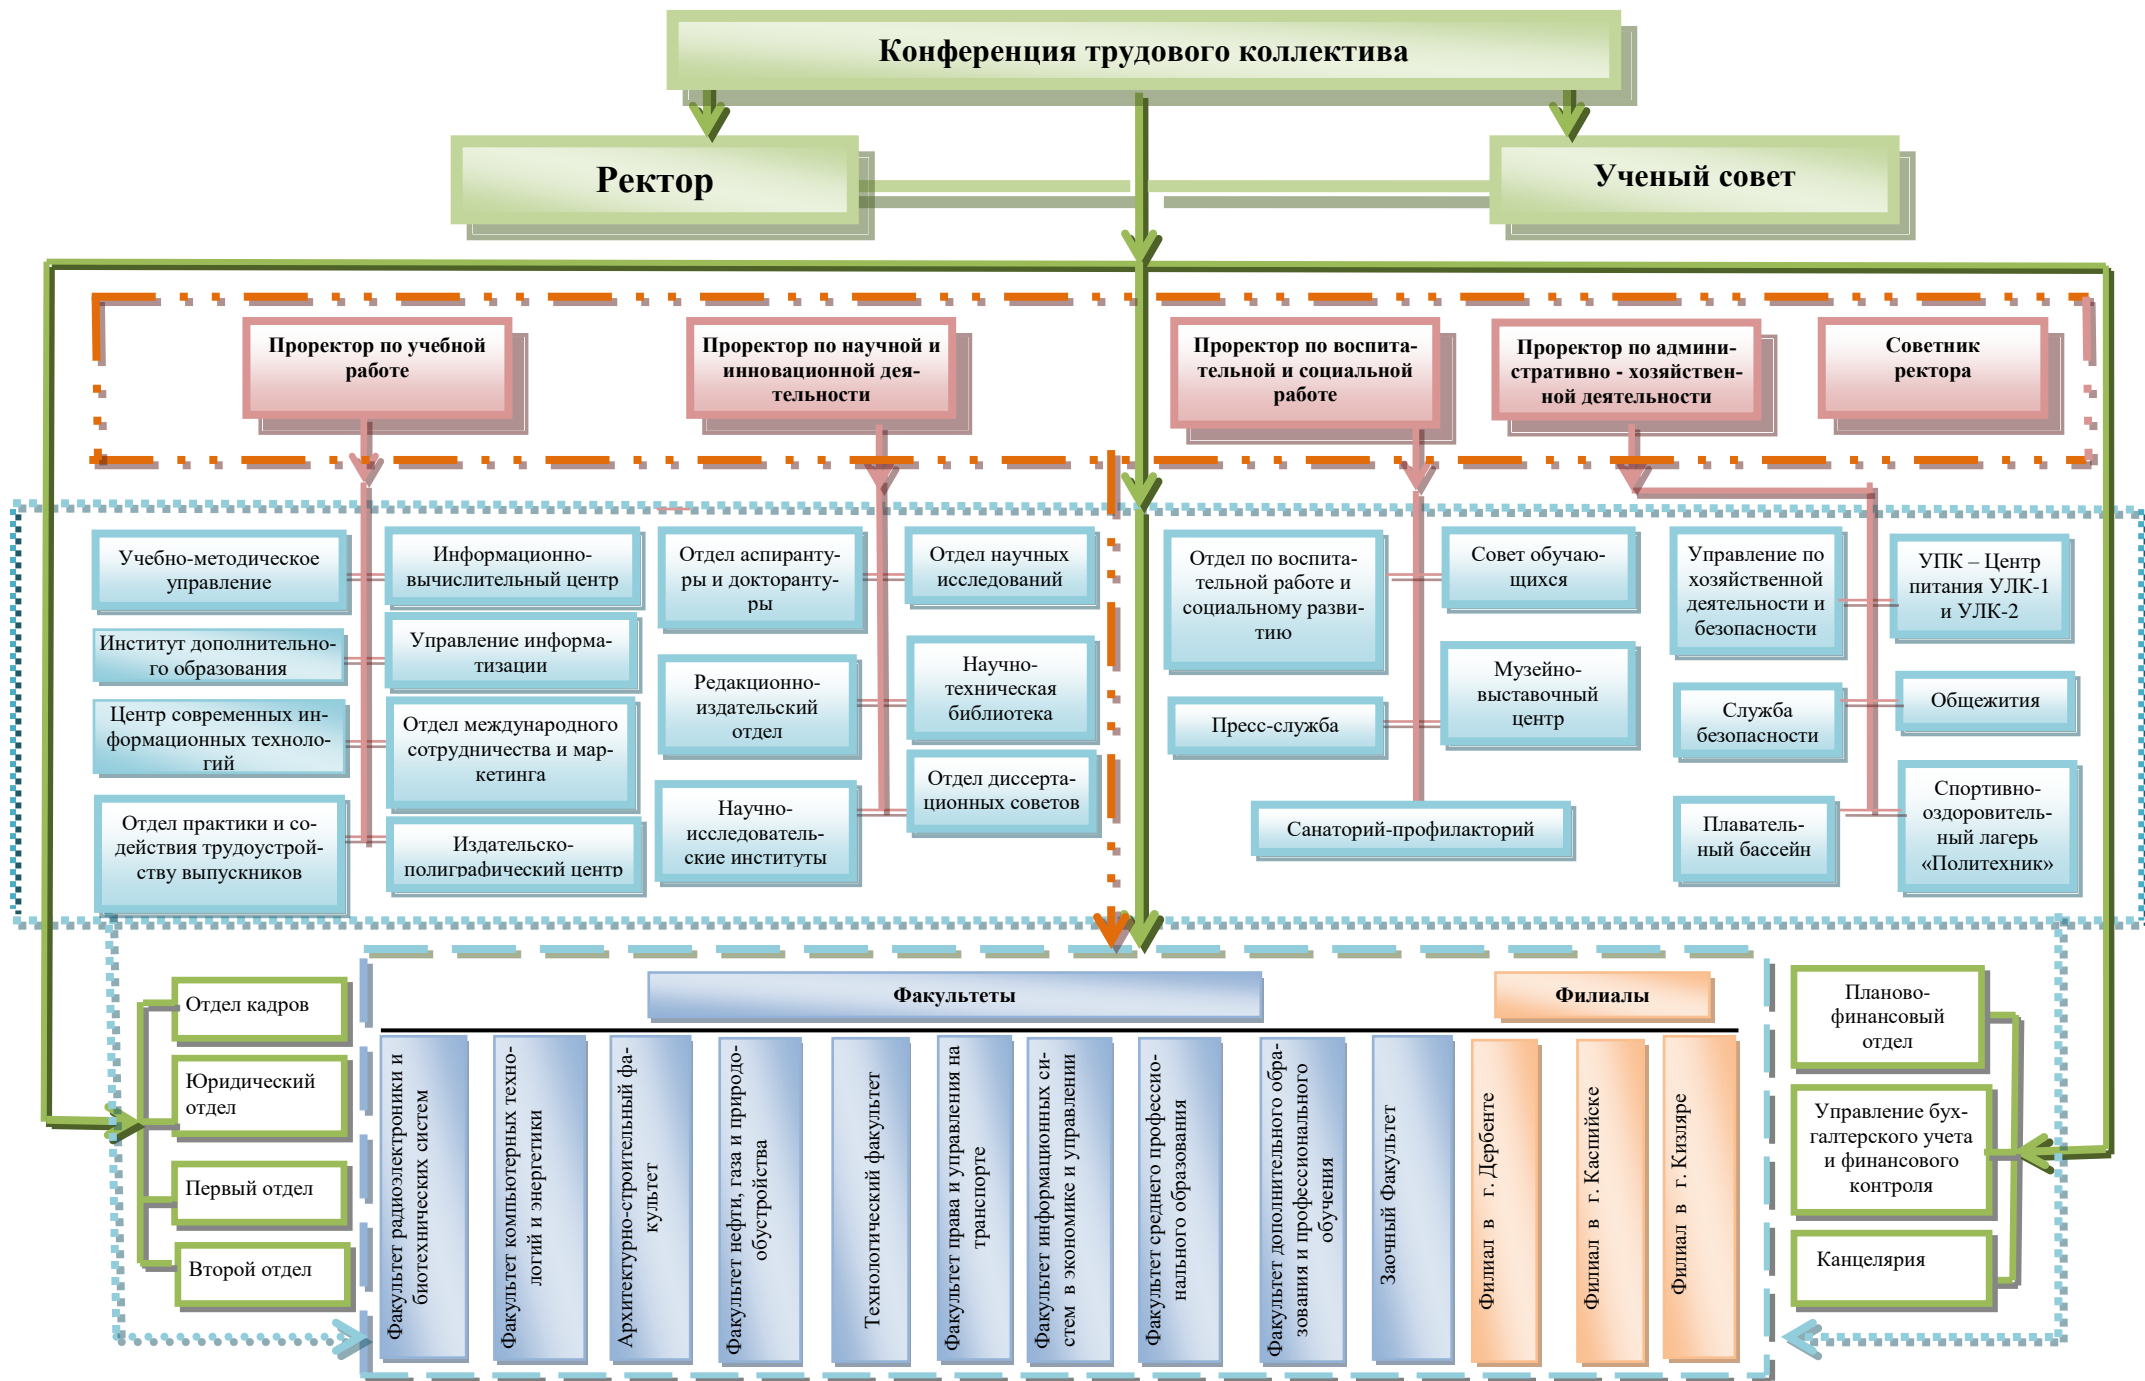 Конференция трудового коллектива
Ректор
Ученый совет
Проректор по учебной
работе
Проректор по научной и
инновационной дея-
тельности
Проректор по воспита-
тельной и социальной
работе
Проректор по админи-
стративно - хозяйствен-
ной деятельности
Советник
ректора
Учебно-методическое
управление
Институт дополнительно-
го образования
Центр современных ин-
формационных техноло-
гий
Отдел практики и со-
действия трудоустрой-
ству выпускников
Информационно-
вычислительный центр
Управление информа-
тизации
Отдел международного
сотрудничества и мар-
кетинга
Издательско-
полиграфический центр
Отдел аспиранту-
ры и докторанту-
ры
Редакционно-
издательский
отдел
Научно-
исследователь-
ские институты
Отдел научных
исследований
Научно-
техническая
библиотека
Отдел диссерта-
ционных советов
Отдел по воспита-
тельной работе и
социальному разви-
тию
Пресс-служба
Совет обучаю-
щихся
Музейно-
выставочный
центр
Санаторий-профилакторий
Управление по
хозяйственной
деятельности и
безопасности
Служба
безопасности
Плаватель-
ный бассейн
УПК – Центр
питания УЛК-1
и УЛК-2
Общежития
Спортивно-
оздоровитель-
ный лагерь
«Политехник»
Отдел кадров
Юридический
отдел
Первый отдел
Второй отдел
Факультеты
Филиалы
Факультет радиоэлектроники и
биотехнических систем
Факультет компьютерных техно-
логий и энергетики
Архитектурно-строительный фа-
культет
Факультет нефти, газа и природо-
обустройства
Технологический факультет
Факультет права и управления на
транспорте
Факультет информационных си-
стем в экономике и управлении
Факультет среднего профессио-
нального образования
Факультет дополнительного обра-
зования и профессионального
обучения
Заочный Факультет
Филиал в г. Дербенте
Филиал в г. Каспийске
Филиал в г. Кизляре
Планово-
финансовый
отдел
Управление бух-
галтерского учета
и финансового
контроля
Канцелярия